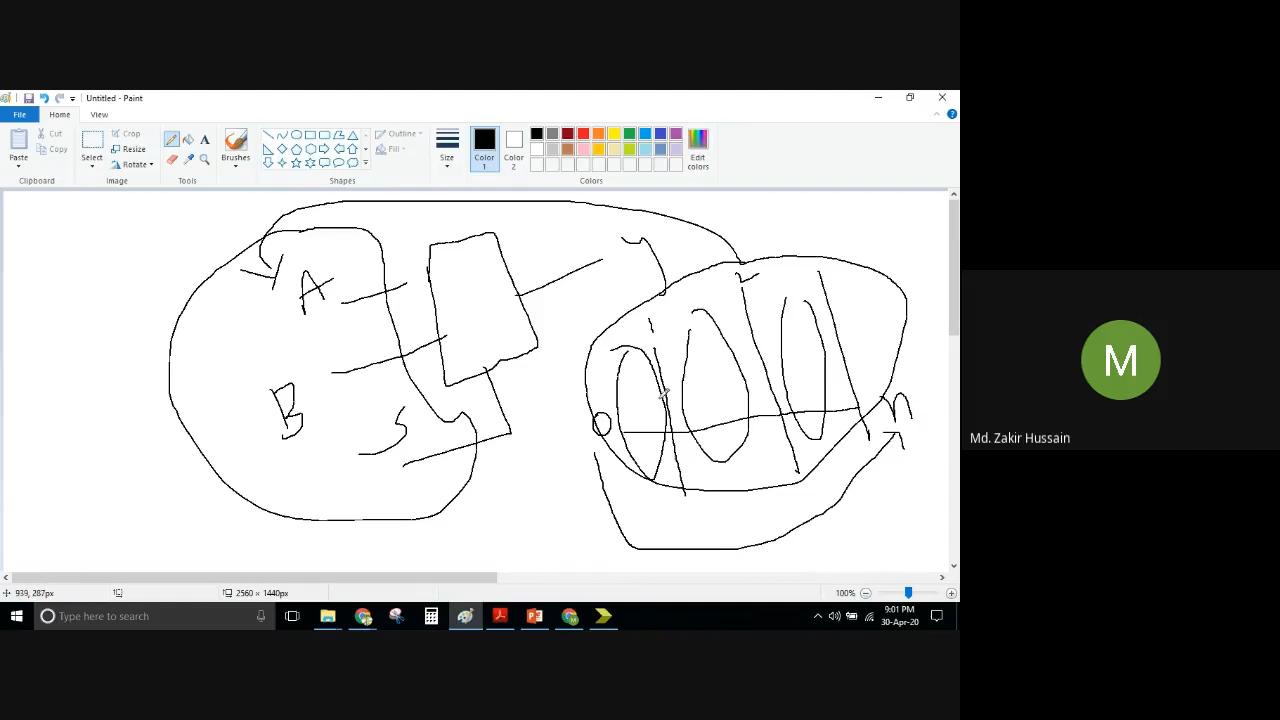 Untitled - Paint
File Home View
Cut
Copy
Paste
Clipboard
Crop
Resize
Rotate
Select
Image
Tools
Brushes
Outline
Fill
Shapes
Size
Color 1
Color 2
Edit colors
Colors
A
B
S
0
n
Md. Zakir Hussain
939, 287px
2560 × 1440px
100%
Type here to search
9:01 PM
30-Apr-20
M